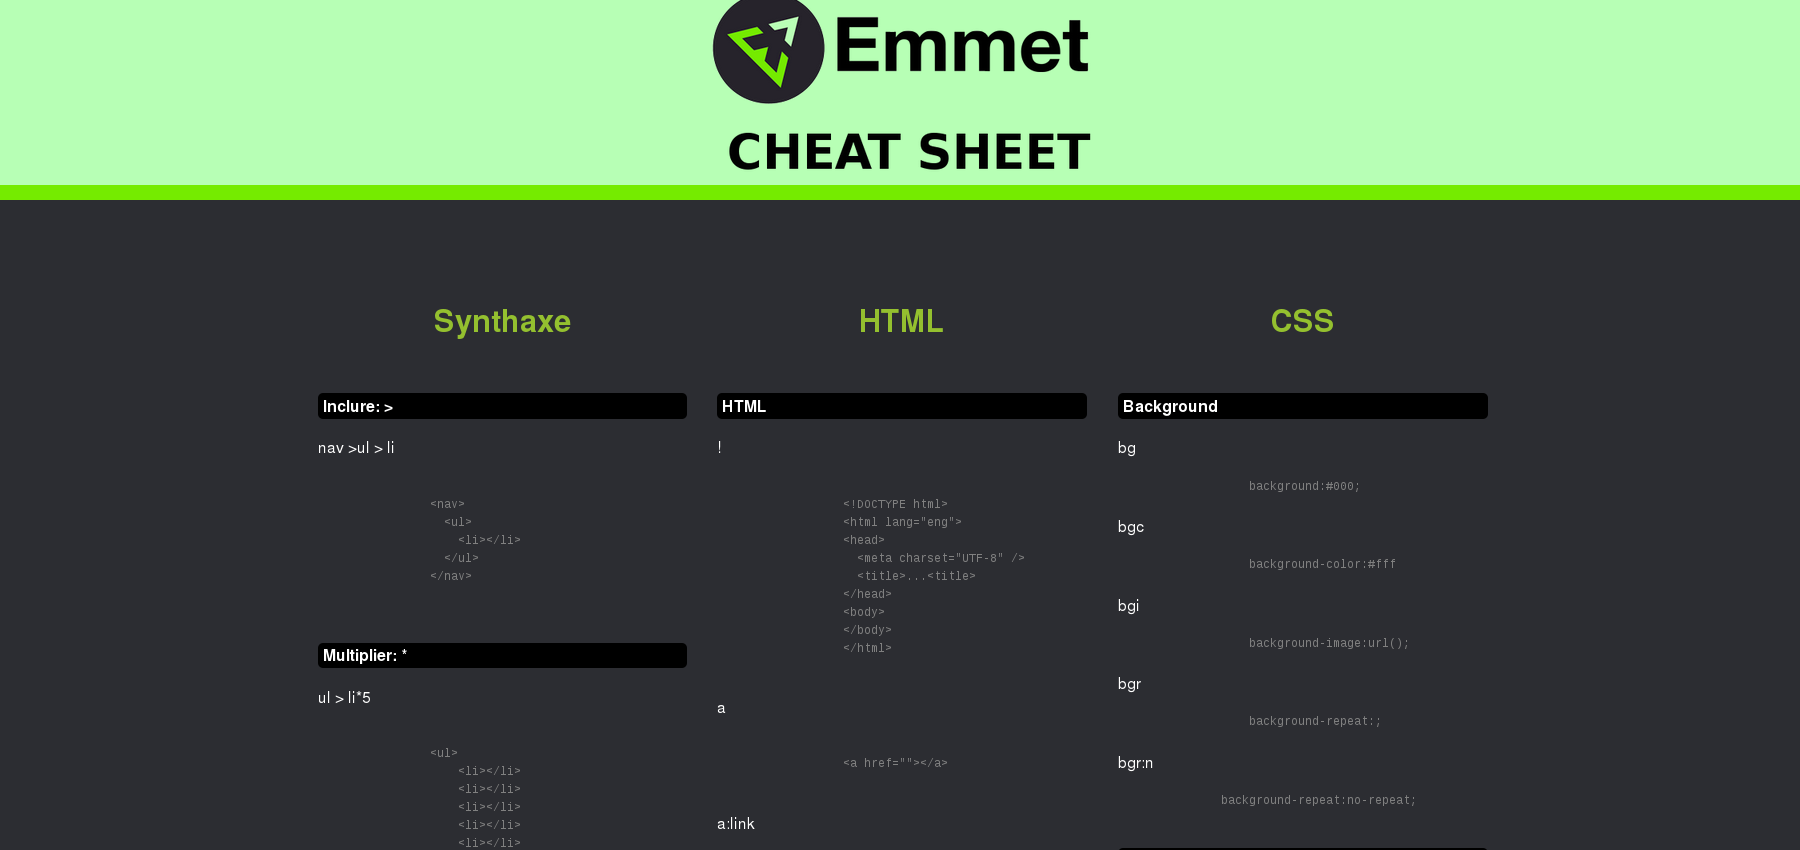 Emmet
CHEAT SHEET
Synthaxe
Inclure: >
nav >ul > li
<nav>
  <ul>
    <li></li>
  </ul>
</nav>
Multiplier: *
ul > li*5
<ul>
    <li></li>
    <li></li>
    <li></li>
    <li></li>
    <li></li>
HTML
HTML
!
<!DOCTYPE html>
<html lang="eng">
<head>
  <meta charset="UTF-8" />
  <title>...<title>
</head>
<body>
</body>
</html>
a
<a href=""></a>
a:link
CSS
Background
bg
background:#000;
bgc
background-color:#fff
bgi
background-image:url();
bgr
background-repeat:;
bgr:n
background-repeat:no-repeat;